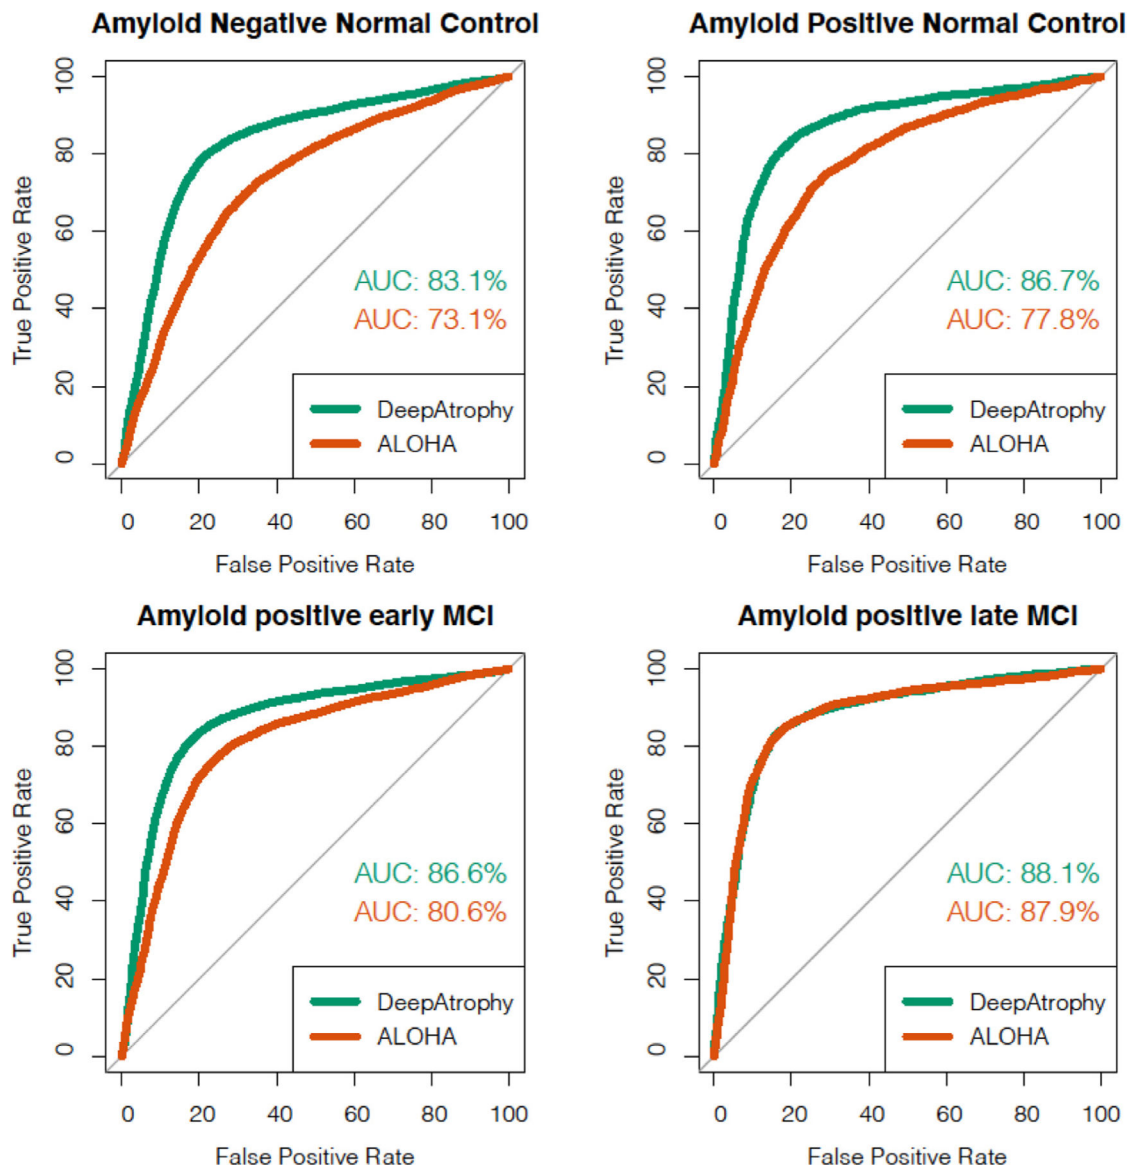 Amyloid Negative Normal Control
True Positive Rate
100
80
60
40
20
0
AUC: 83.1%
AUC: 73.1%
DeepAtrophy
ALOHA
0 20 40 60 80 100
False Positive Rate
Amyloid Positive Normal Control
True Positive Rate
100
80
60
40
20
0
AUC: 86.7%
AUC: 77.8%
DeepAtrophy
ALOHA
0 20 40 60 80 100
False Positive Rate
Amyloid positive early MCI
True Positive Rate
100
80
60
40
20
0
AUC: 86.6%
AUC: 80.6%
DeepAtrophy
ALOHA
0 20 40 60 80 100
False Positive Rate
Amyloid positive late MCI
True Positive Rate
100
80
60
40
20
0
AUC: 88.1%
AUC: 87.9%
DeepAtrophy
ALOHA
0 20 40 60 80 100
False Positive Rate